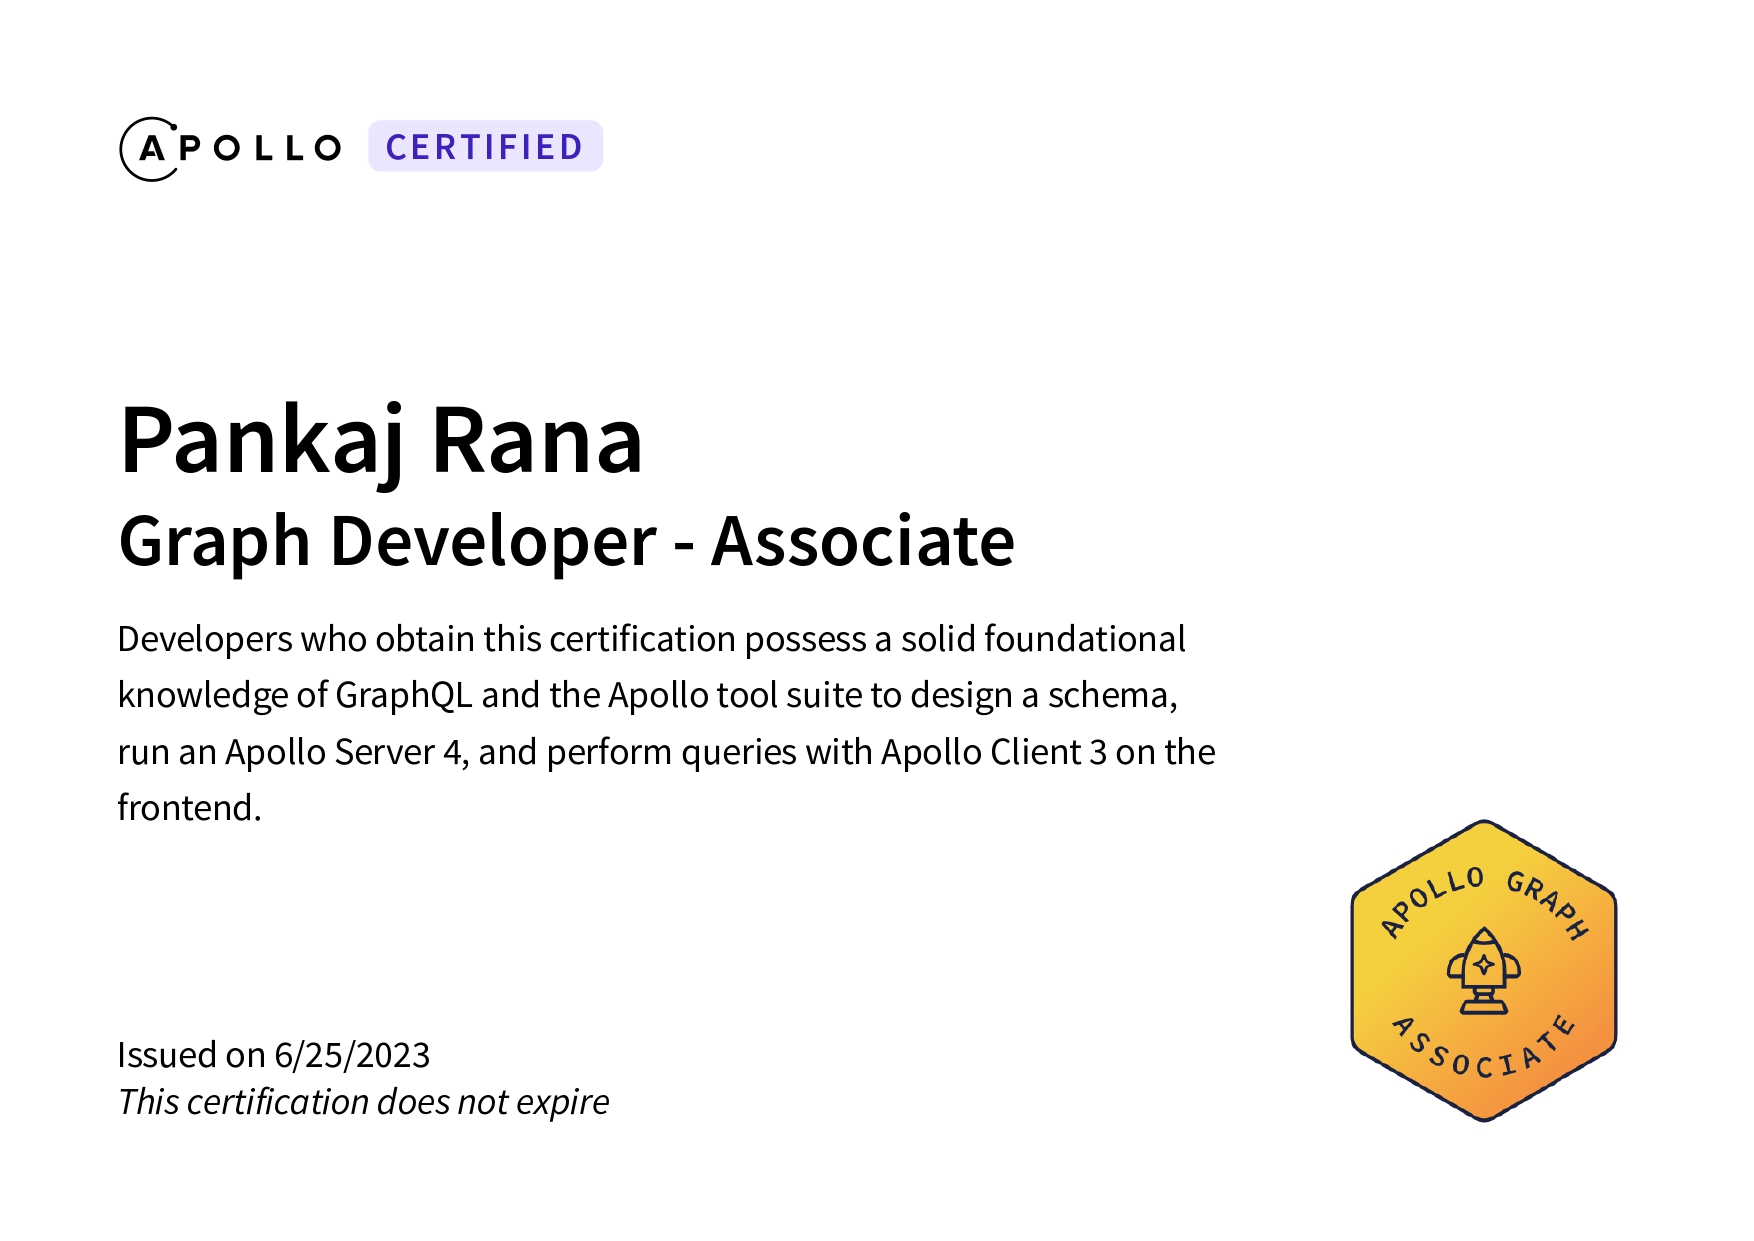 APOLLO CERTIFIED
Pankaj Rana
Graph Developer - Associate
Developers who obtain this certification possess a solid foundational
knowledge of GraphQL and the Apollo tool suite to design a schema,
run an Apollo Server 4, and perform queries with Apollo Client 3 on the
frontend.
APOLLO GRAPH
ASSOCIATE
Issued on 6/25/2023
This certification does not expire